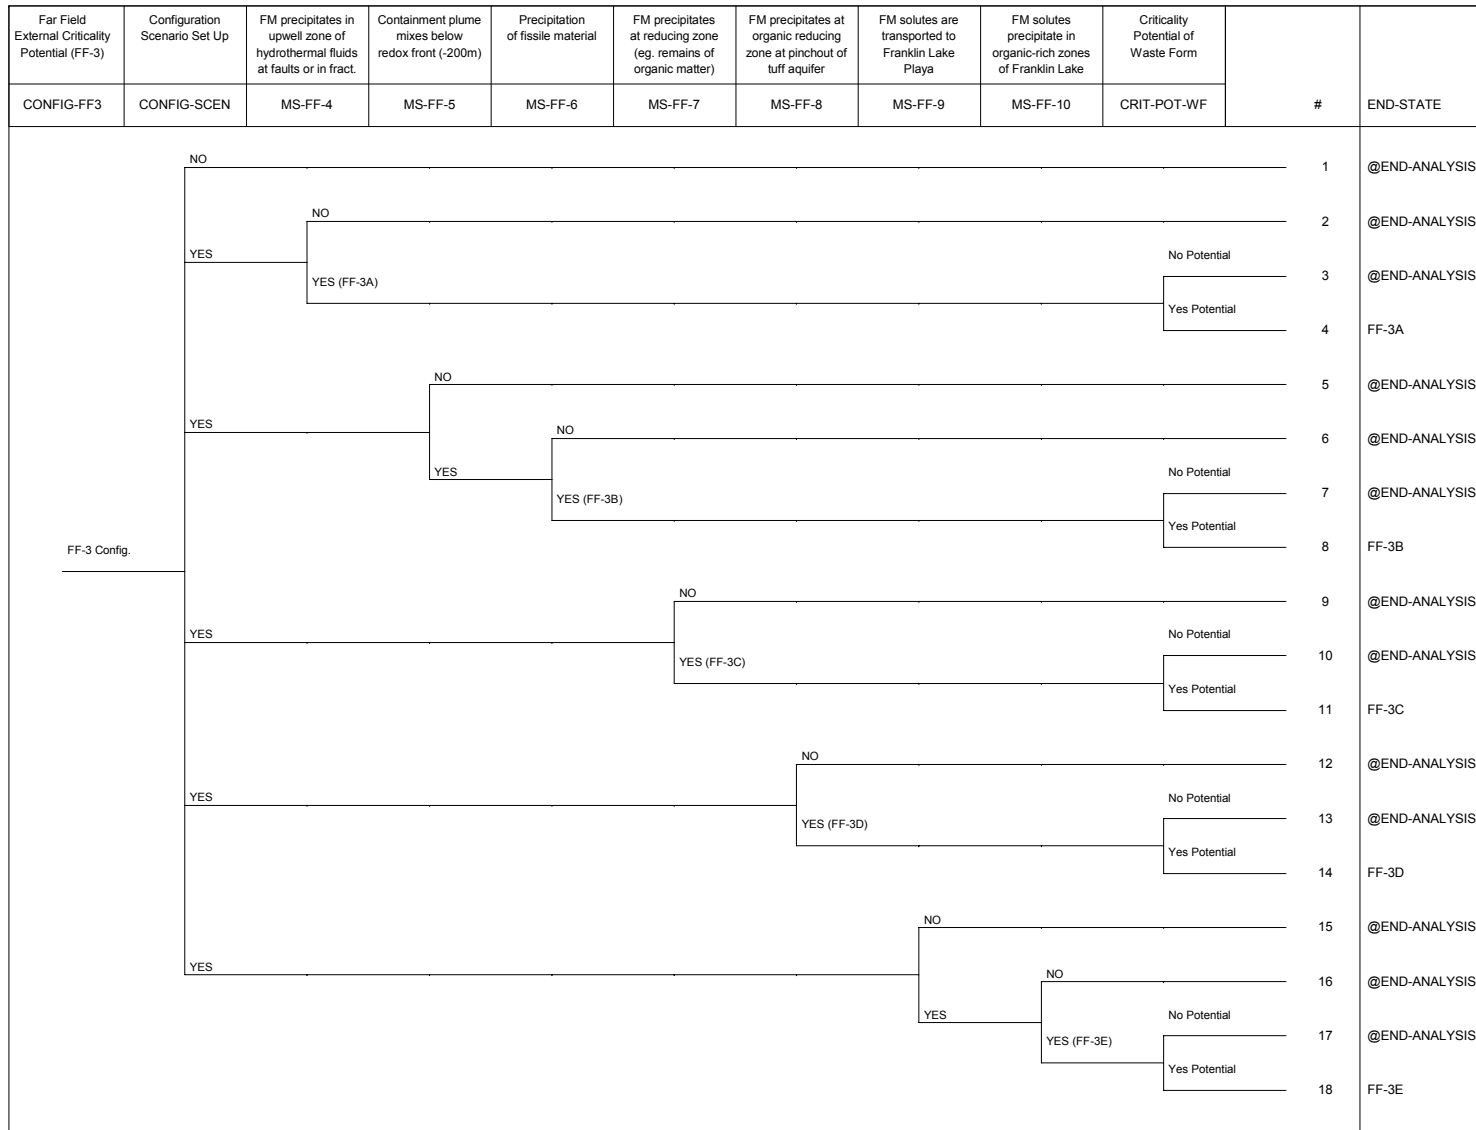 Far Field
External Criticality
Potential (FF-3)
Configuration
Scenario Set Up
FM precipitates in
upwell zone of
hydrothermal fluids
at faults or in fract.
Containment plume
mixes below
redox front (-200m)
Precipitation
of fissile material
FM precipitates
at reducing zone
(eg. remains of
organic matter)
FM precipitates at
organic reducing
zone at pinchout of
tuff aquifer
FM solutes are
transported to
Franklin Lake
Playa
FM solutes
precipitate in
organic-rich zones
of Franklin Lake
Criticality
Potential of
Waste Form
CONFIG-FF3
CONFIG-SCEN
MS-FF-4
MS-FF-5
MS-FF-6
MS-FF-7
MS-FF-8
MS-FF-9
MS-FF-10
CRIT-POT-WF
#
END-STATE
NO
1
@END-ANALYSIS
NO
2
@END-ANALYSIS
YES
No Potential
YES (FF-3A)
3
@END-ANALYSIS
Yes Potential
4
FF-3A
NO
5
@END-ANALYSIS
YES
NO
6
@END-ANALYSIS
YES
No Potential
YES (FF-3B)
7
@END-ANALYSIS
Yes Potential
FF-3 Config.
8
FF-3B
NO
9
@END-ANALYSIS
YES
No Potential
YES (FF-3C)
10
@END-ANALYSIS
Yes Potential
11
FF-3C
NO
12
@END-ANALYSIS
YES
No Potential
YES (FF-3D)
13
@END-ANALYSIS
Yes Potential
14
FF-3D
NO
15
@END-ANALYSIS
YES
NO
16
@END-ANALYSIS
YES
No Potential
YES (FF-3E)
17
@END-ANALYSIS
Yes Potential
18
FF-3E